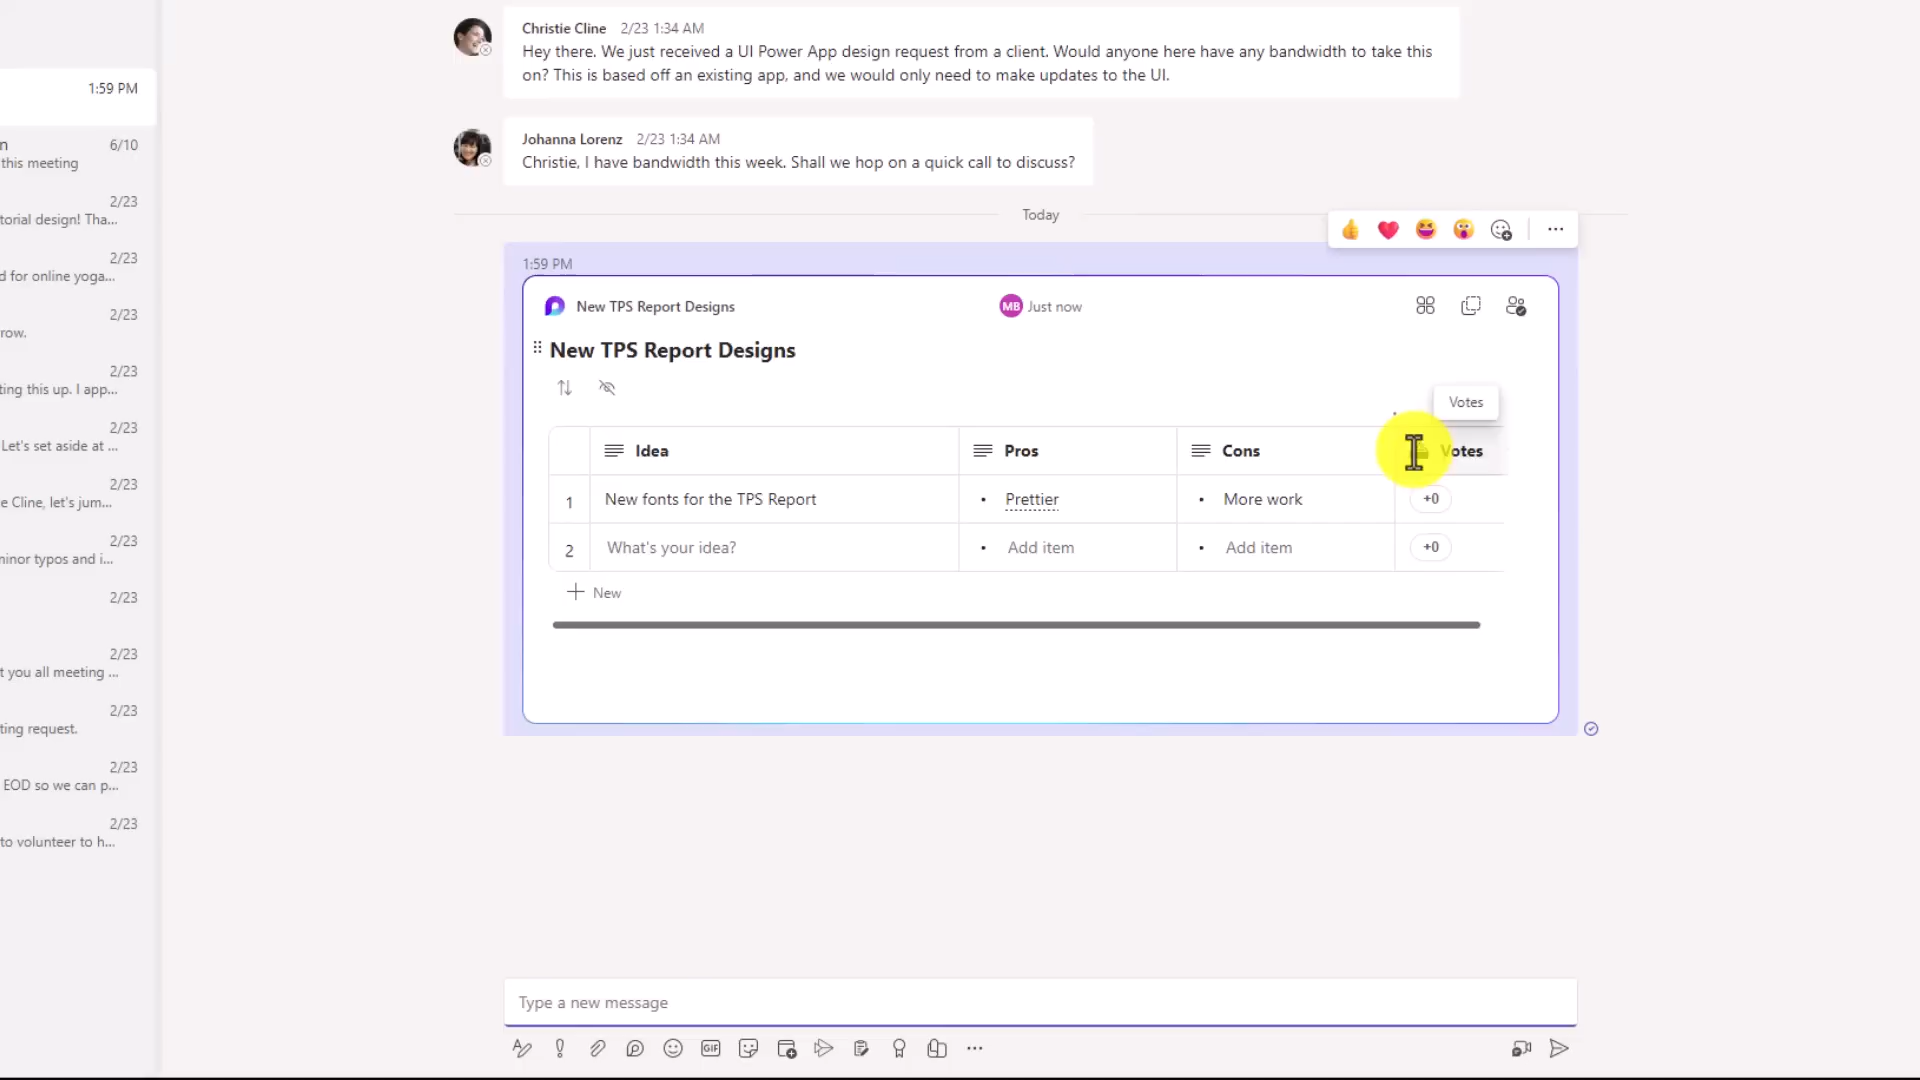 1:59 PM
n 6/10
this meeting
2/23
torial design! Tha...
2/23
d for online yoga...
2/23
row.
2/23
ting this up. I app...
2/23
Let's set aside at ...
2/23
e Cline, let's jum...
2/23
minor typos and i...
2/23
2/23
t you all meeting ...
2/23
ting request.
2/23
EOD so we can p...
2/23
to volunteer to h...
Christie Cline 2/23 1:34 AM
Hey there. We just received a UI Power App design request from a client. Would anyone here have any bandwidth to take this
on? This is based off an existing app, and we would only need to make updates to the UI.
Johanna Lorenz 2/23 1:34 AM
Christie, I have bandwidth this week. Shall we hop on a quick call to discuss?
Today
1:59 PM
New TPS Report Designs MB Just now
New TPS Report Designs
Votes
Idea Pros Cons Votes
1 New fonts for the TPS Report • Prettier • More work +0
2 What's your idea? • Add item • Add item +0
+ New
Type a new message
GIF